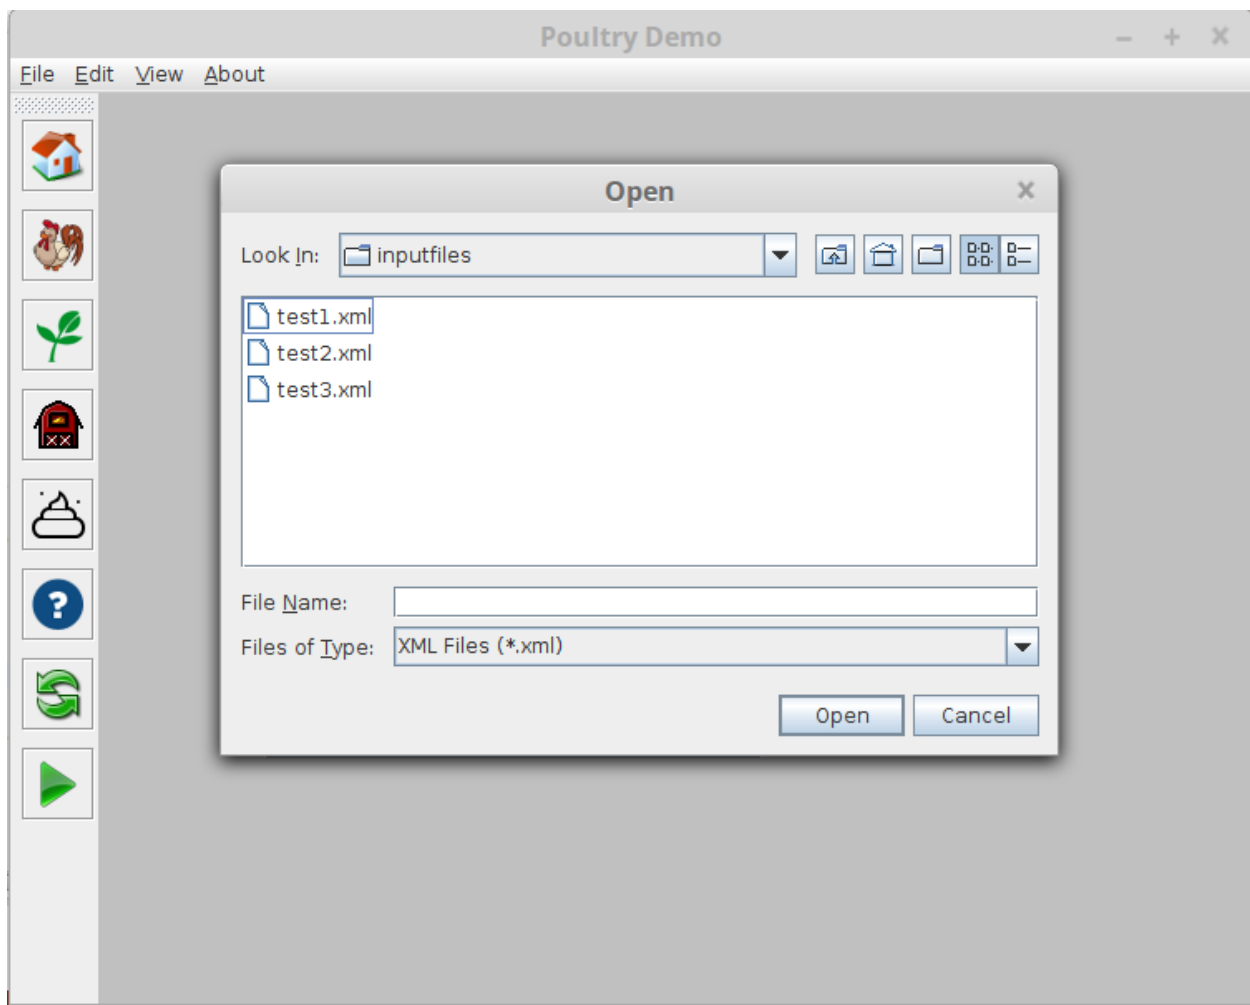 Poultry Demo
File Edit View About
Open
Look In: inputfiles
test1.xml
test2.xml
test3.xml
File Name:
Files of Type: XML Files (*.xml)
Open Cancel